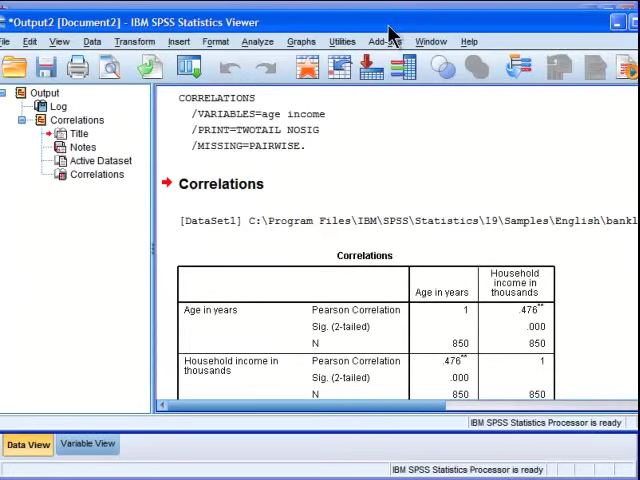 *Output2 [Document2] - IBM SPSS Statistics Viewer
File Edit View Data Transform Insert Format Analyze Graphs Utilities Add-ons Window Help
Output
Log
Correlations
Title
Notes
Active Dataset
Correlations
CORRELATIONS
/VARIABLES=age income
/PRINT=TWOTAIL NOSIG
/MISSING=PAIRWISE.
Correlations
[DataSet1] C:\Program Files\IBM\SPSS\Statistics\19\Samples\English\bankl
Correlations
Age in years Household income in thousands
Age in years Pearson Correlation 1 .476**
Sig. (2-tailed) .000
N 850 850
Household income in thousands Pearson Correlation .476** 1
Sig. (2-tailed) .000
N 850 850
IBM SPSS Statistics Processor is ready
Data View Variable View
IBM SPSS Statistics Processor is ready